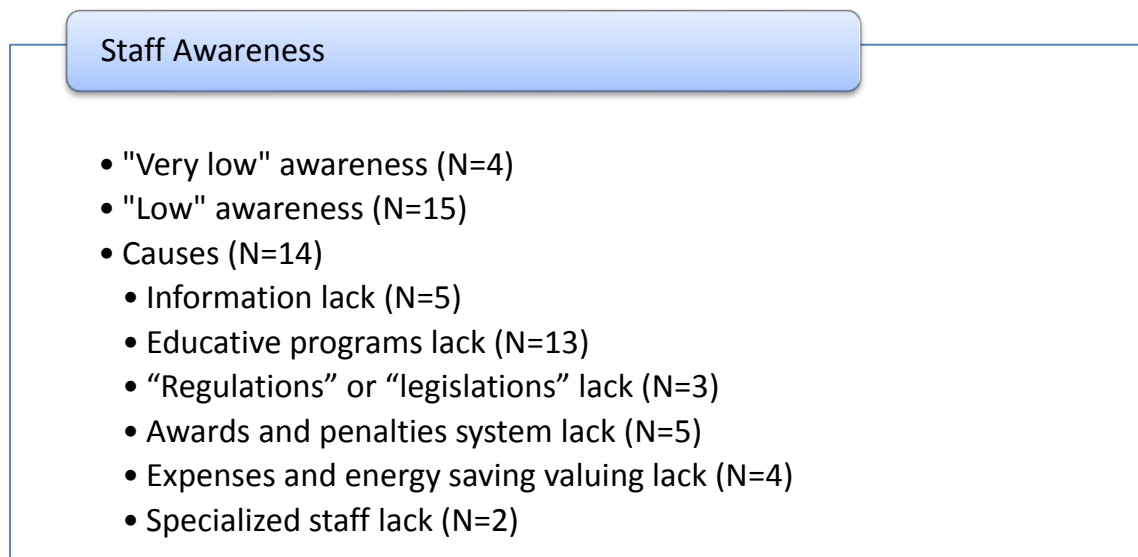 Staff Awareness
• "Very low" awareness (N=4)
• "Low" awareness (N=15)
• Causes (N=14)
• Information lack (N=5)
• Educative programs lack (N=13)
• “Regulations” or “legislations” lack (N=3)
• Awards and penalties system lack (N=5)
• Expenses and energy saving valuing lack (N=4)
• Specialized staff lack (N=2)